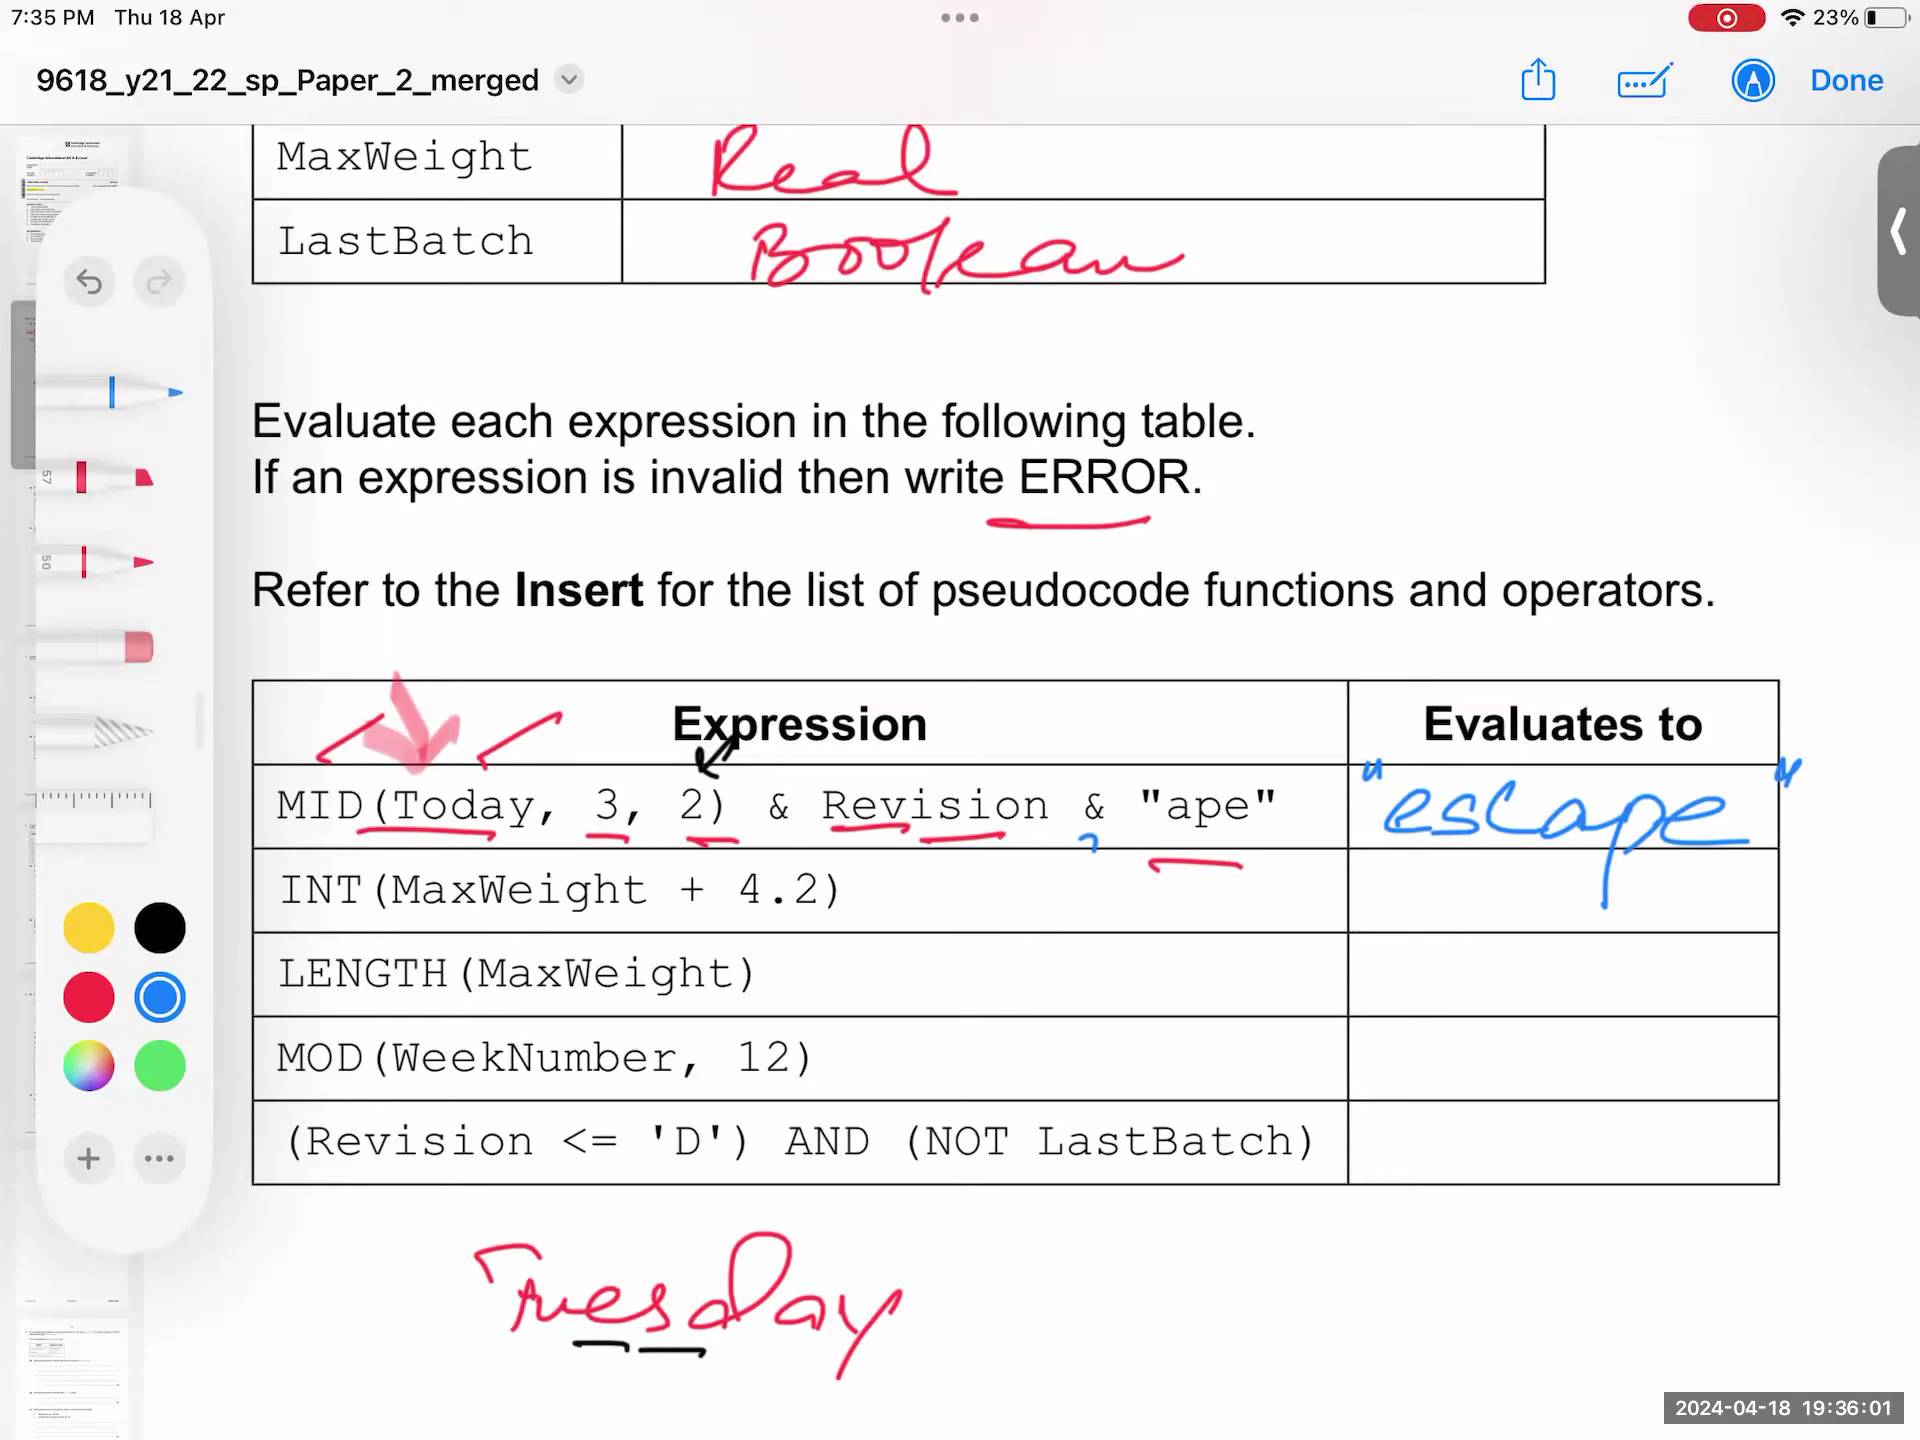 7:35 PM Thu 18 Apr
23%
9618_y21_22_sp_Paper_2_merged
Done
MaxWeight Real
LastBatch Boolean
Evaluate each expression in the following table.
If an expression is invalid then write ERROR.
Refer to the Insert for the list of pseudocode functions and operators.
Expression Evaluates to
MID(Today, 3, 2) & Revision & "ape" "escape"
INT(MaxWeight + 4.2)
LENGTH(MaxWeight)
MOD(WeekNumber, 12)
(Revision <= 'D') AND (NOT LastBatch)
Tuesday
57
50
2024-04-18 19:36:01